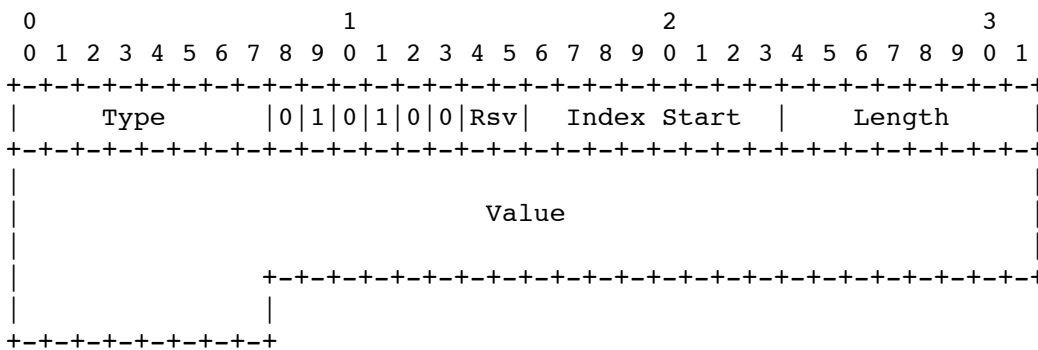 0                   1                   2                   3
 0 1 2 3 4 5 6 7 8 9 0 1 2 3 4 5 6 7 8 9 0 1 2 3 4 5 6 7 8 9 0 1
+-+-+-+-+-+-+-+-+-+-+-+-+-+-+-+-+-+-+-+-+-+-+-+-+-+-+-+-+-+-+-+-+
|     Type      |0|1|0|1|0|0|Rsv|  Index Start  |    Length     |
+-+-+-+-+-+-+-+-+-+-+-+-+-+-+-+-+-+-+-+-+-+-+-+-+-+-+-+-+-+-+-+-+
|                                                               |
|                            Value                              |
|                                                               |
|               +-+-+-+-+-+-+-+-+-+-+-+-+-+-+-+-+-+-+-+-+-+-+-+-+
|               |
+-+-+-+-+-+-+-+-+